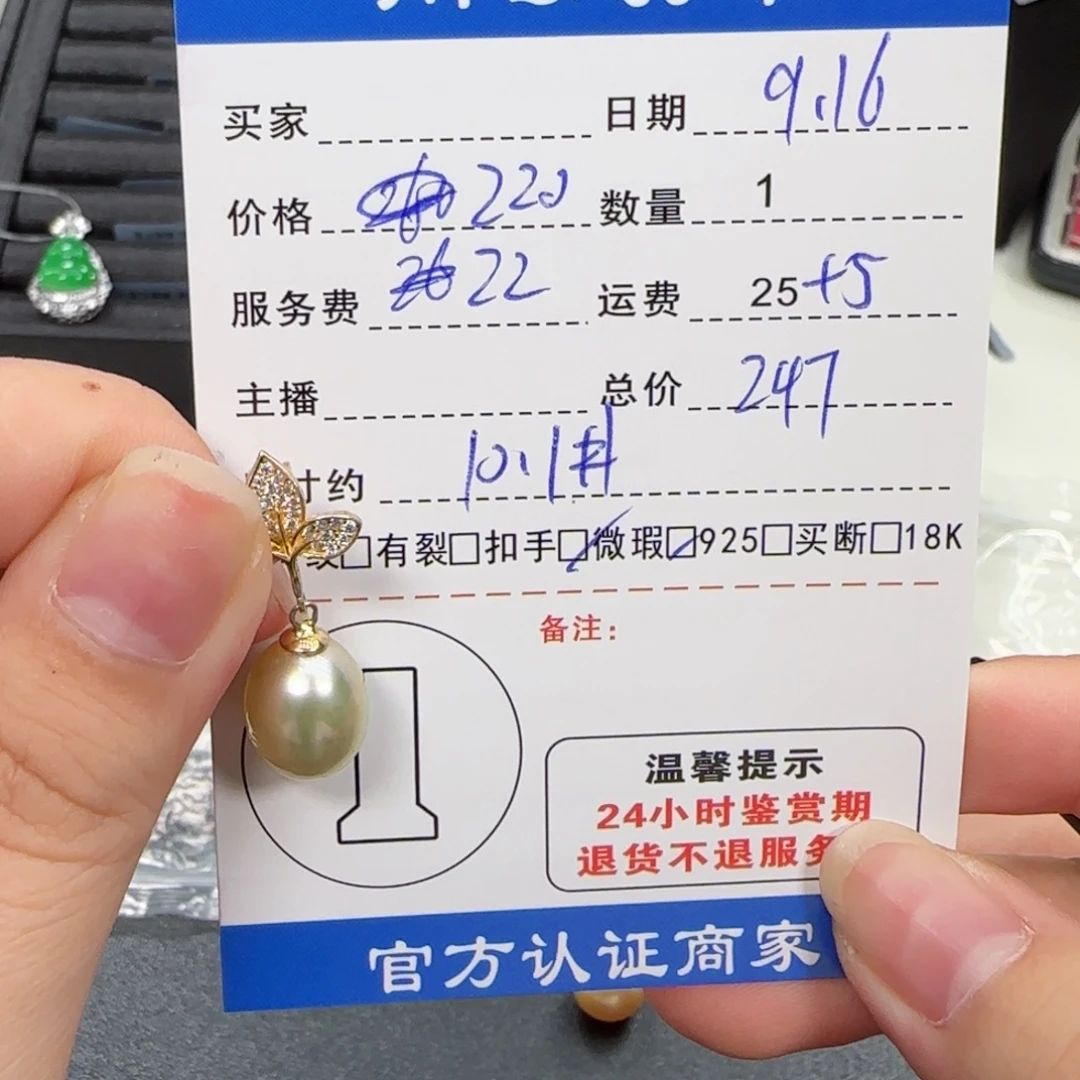 买家 日期 9.16
价格 220 数量 1
服务费 22 运费 25+5
主播 总价 247
计约 10.1#
□有裂□扣手☑微瑕☑925□买断□18K
备注：
1
温馨提示
24小时鉴赏期
退货不退服务
官方认证商家